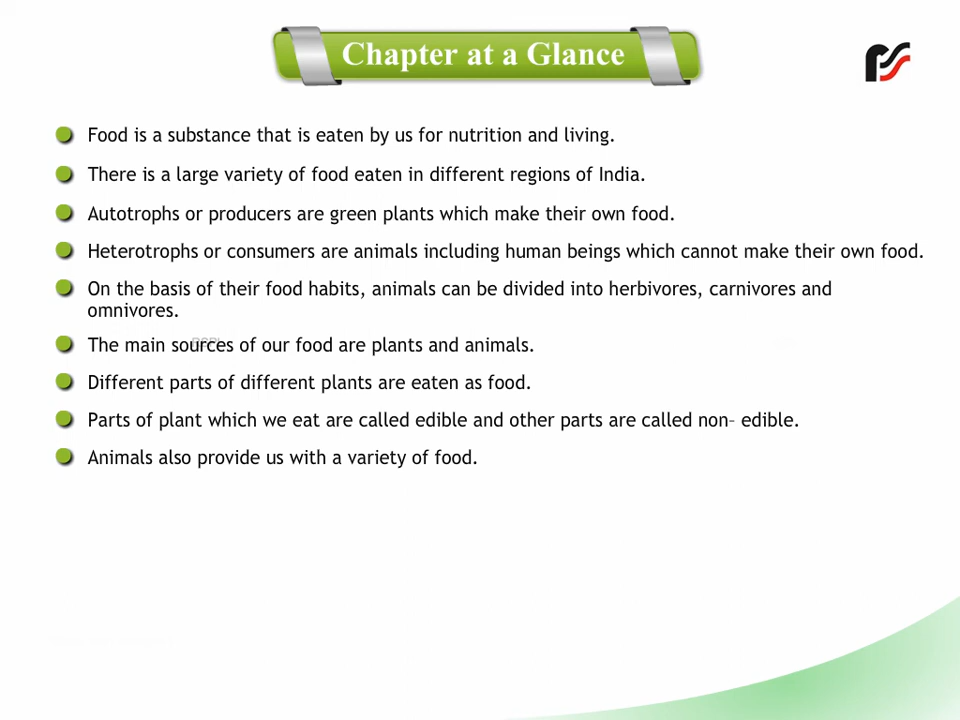 Chapter at a Glance
Food is a substance that is eaten by us for nutrition and living.
There is a large variety of food eaten in different regions of India.
Autotrophs or producers are green plants which make their own food.
Heterotrophs or consumers are animals including human beings which cannot make their own food.
On the basis of their food habits, animals can be divided into herbivores, carnivores and
omnivores.
The main sources of our food are plants and animals.
Different parts of different plants are eaten as food.
Parts of plant which we eat are called edible and other parts are called non– edible.
Animals also provide us with a variety of food.